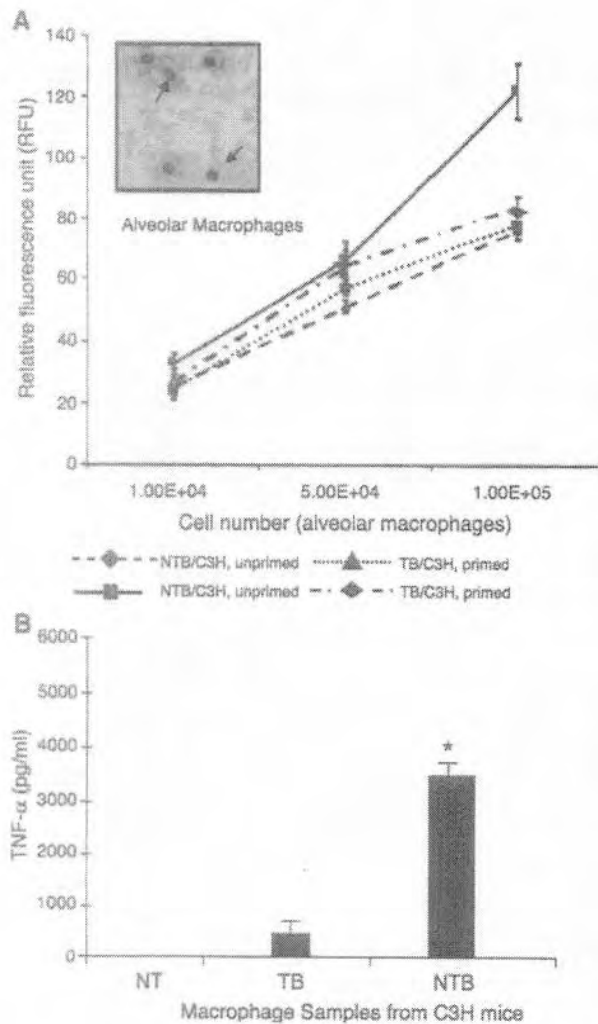 A
Relative fluorescence unit (RFU)
140
120
100
80
60
40
20
0
Alveolar Macrophages
1.00E+04 5.00E+04 1.00E+05
Cell number (alveolar macrophages)
NTB/C3H, unprimed TB/C3H, primed
NTB/C3H, unprimed TB/C3H, primed
B
TNF-α (pg/ml)
6000
5000
4000
3000
2000
1000
0
*
NT TB NTB
Macrophage Samples from C3H mice